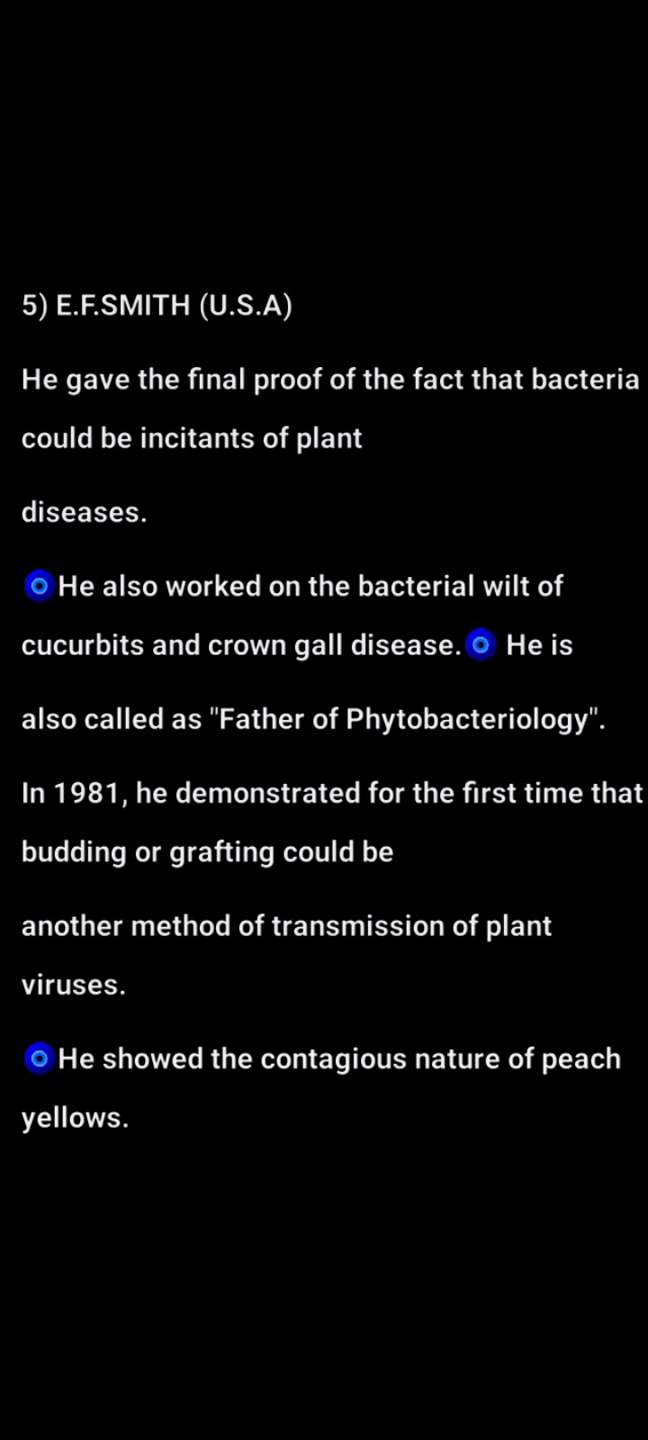 5) E.F.SMITH (U.S.A)
He gave the final proof of the fact that bacteria
could be incitants of plant
diseases.
🧿He also worked on the bacterial wilt of
cucurbits and crown gall disease.🧿 He is
also called as "Father of Phytobacteriology".
In 1981, he demonstrated for the first time that
budding or grafting could be
another method of transmission of plant
viruses.
🧿He showed the contagious nature of peach
yellows.